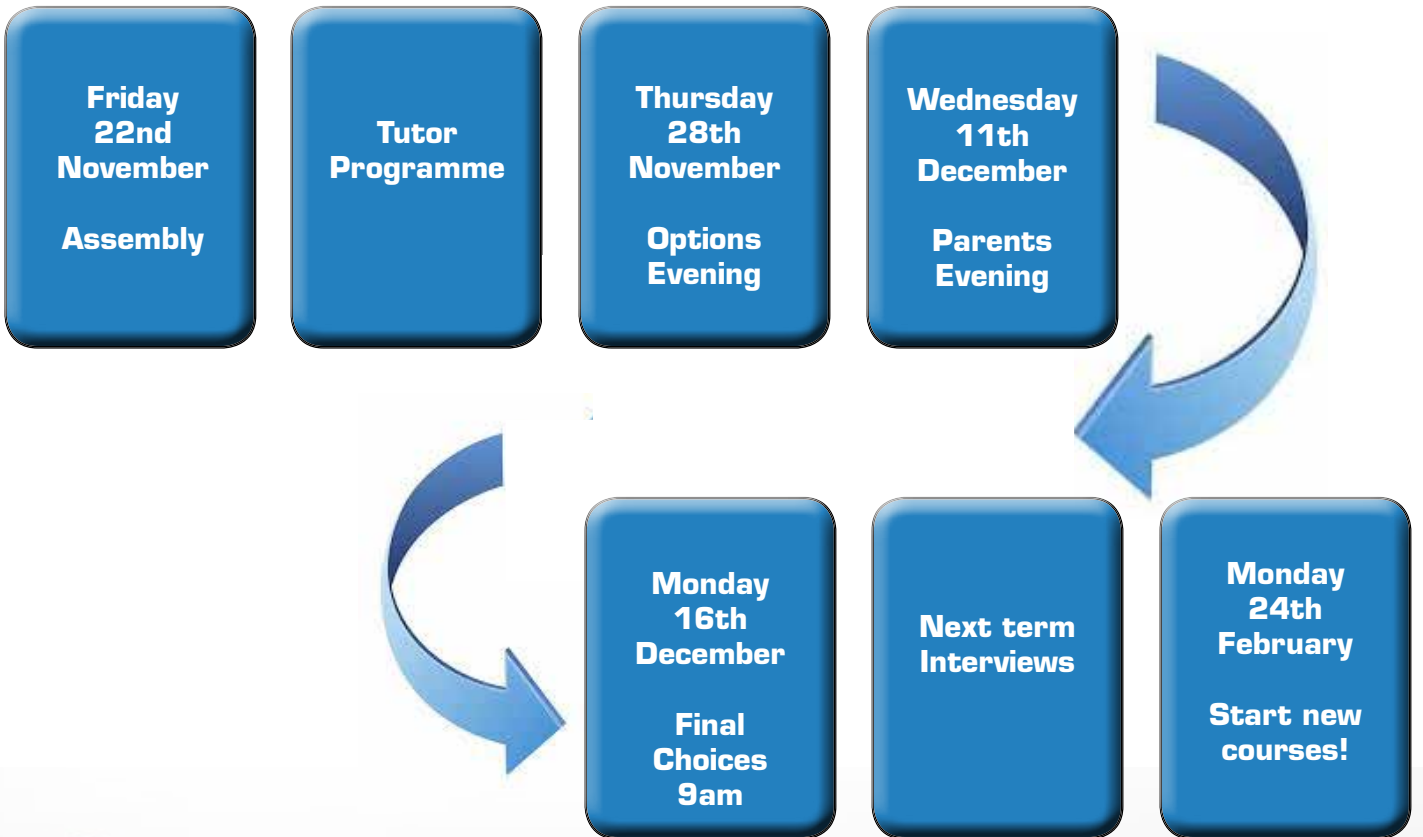 Friday
22nd
November
Assembly
Tutor
Programme
Thursday
28th
November
Options
Evening
Wednesday
11th
December
Parents
Evening
Monday
16th
December
Final
Choices
9am
Next term
Interviews
Monday
24th
February
Start new
courses!